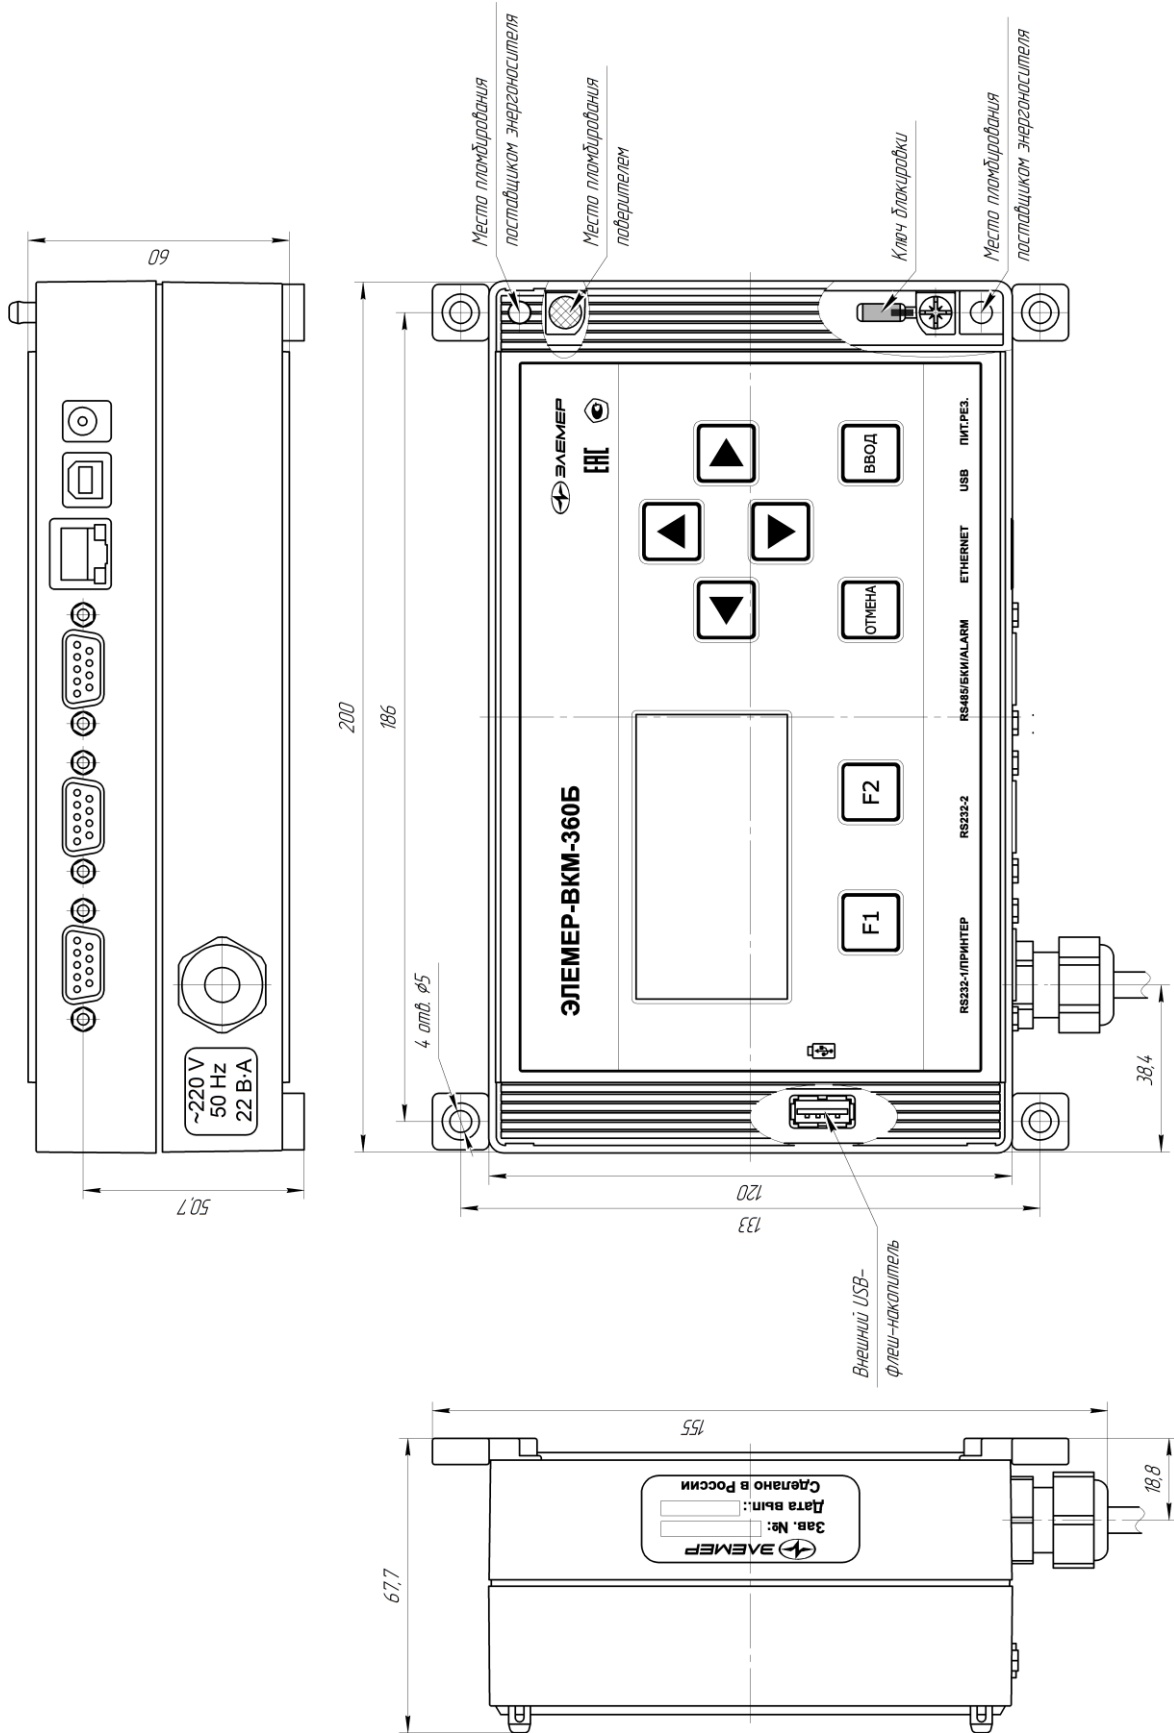 60
50,7
~220 V
50 Hz
22 В·А
200
186
4 отв. ø5
Место пломбирования
поставщиком энергоносителя
Место пломбирования
поверителем
Ключ блокировки
Место пломбирования
поставщиком энергоносителя
ЭЛЕМЕР-ВКМ-360Б
ЭЛЕМЕР
ЕАС
F1
F2
ОТМЕНА
ВВОД
RS232-1/ПРИНТЕР
RS232-2
RS485/БКИ/ALARM
ETHERNET
USB
ПИТ.РЕЗ.
38,4
120
133
Внешний USB-
флеш-накопитель
67,7
155
18,8
ЭЛЕМЕР
Зав. №:
Дата вып.:
Сделано в России